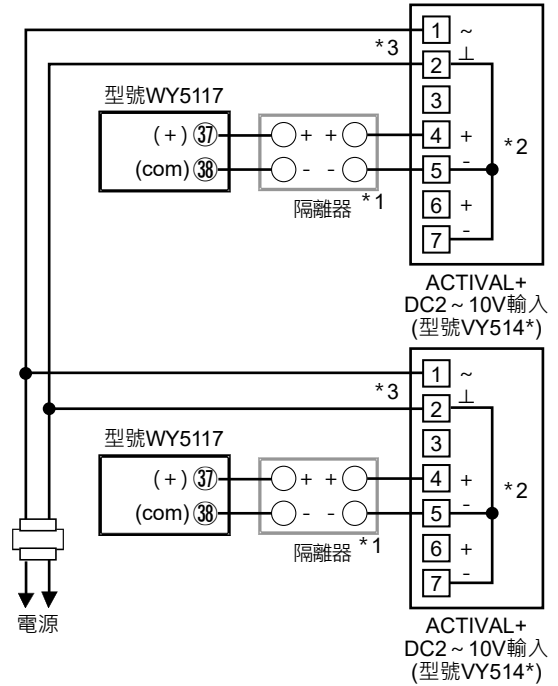 1 ~
*3
2 ⊥
型號WY5117
3
(+) ㊲ + + 4 +
*2
(com) ㊳ - - 5 -
隔離器 *1
6 +
7 -
ACTIVAL+
DC2～10V輸入
(型號VY514*)
1 ~
*3
2 ⊥
型號WY5117
3
(+) ㊲ + + 4 +
*2
(com) ㊳ - - 5 -
隔離器 *1
6 +
7 -
電源
ACTIVAL+
DC2～10V輸入
(型號VY514*)